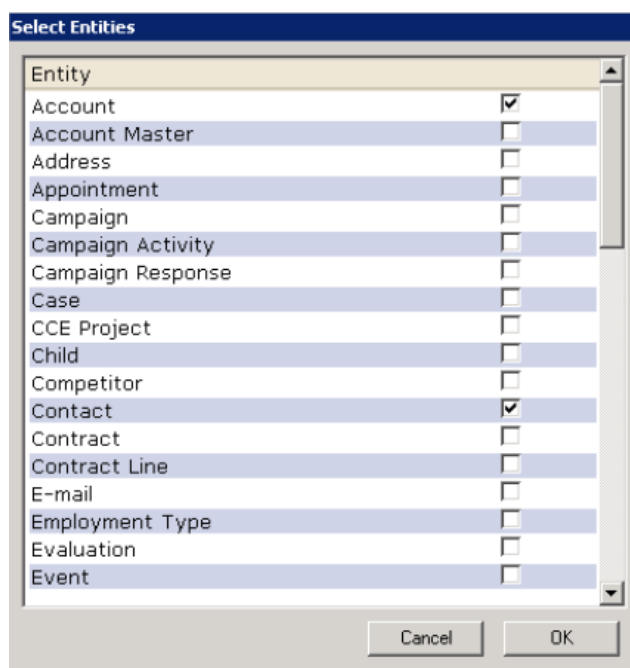 Select Entities
Entity
Account
Account Master
Address
Appointment
Campaign
Campaign Activity
Campaign Response
Case
CCE Project
Child
Competitor
Contact
Contract
Contract Line
E-mail
Employment Type
Evaluation
Event
Cancel OK